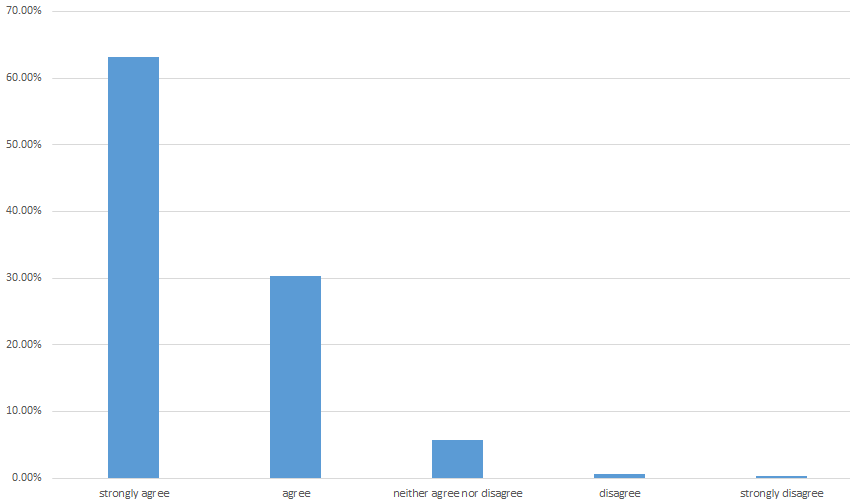 70.00%
60.00%
50.00%
40.00%
30.00%
20.00%
10.00%
0.00%
strongly agree
agree
neither agree nor disagree
disagree
strongly disagree